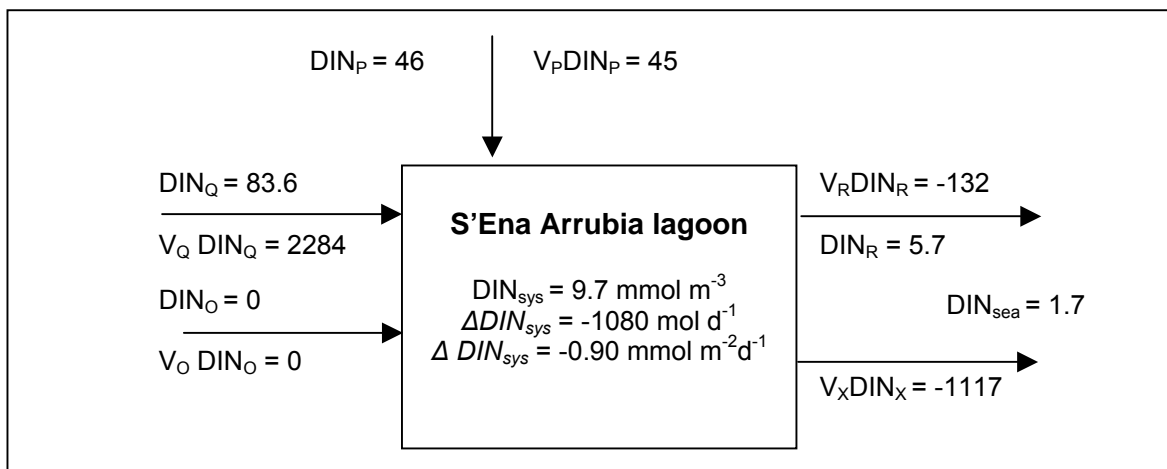 DIN_P = 46
V_PDIN_P = 45
DIN_Q = 83.6
V_Q DIN_Q = 2284
DIN_O = 0
V_O DIN_O = 0
S'Ena Arrubia lagoon
DIN_sys = 9.7 mmol m^-3
ΔDIN_sys = -1080 mol d^-1
Δ DIN_sys = -0.90 mmol m^-2d^-1
V_RDIN_R = -132
DIN_R = 5.7
DIN_sea = 1.7
V_XDIN_X = -1117